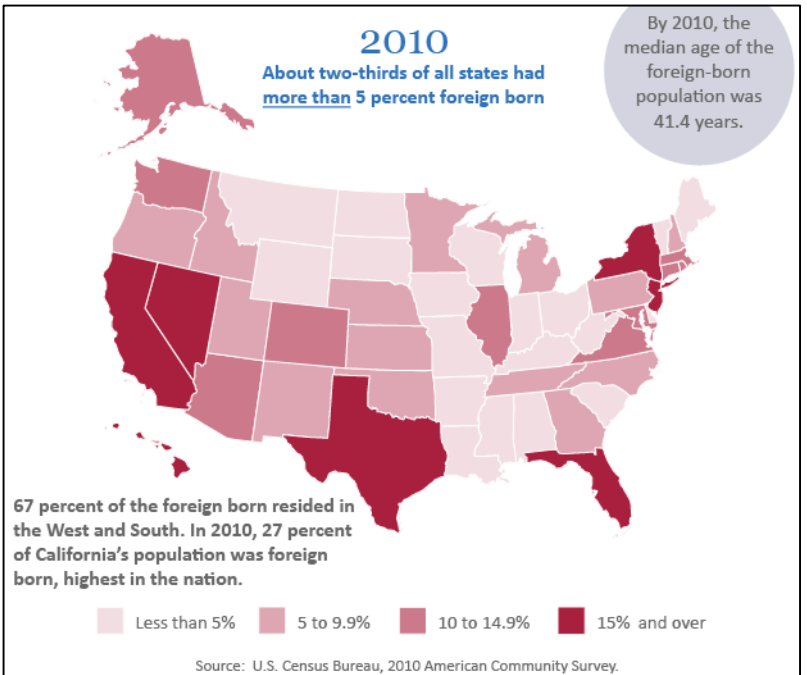 2010
About two-thirds of all states had
more than 5 percent foreign born
By 2010, the
median age of the
foreign-born
population was
41.4 years.
67 percent of the foreign born resided in
the West and South. In 2010, 27 percent
of California's population was foreign
born, highest in the nation.
Less than 5%
5 to 9.9%
10 to 14.9%
15% and over
Source: U.S. Census Bureau, 2010 American Community Survey.